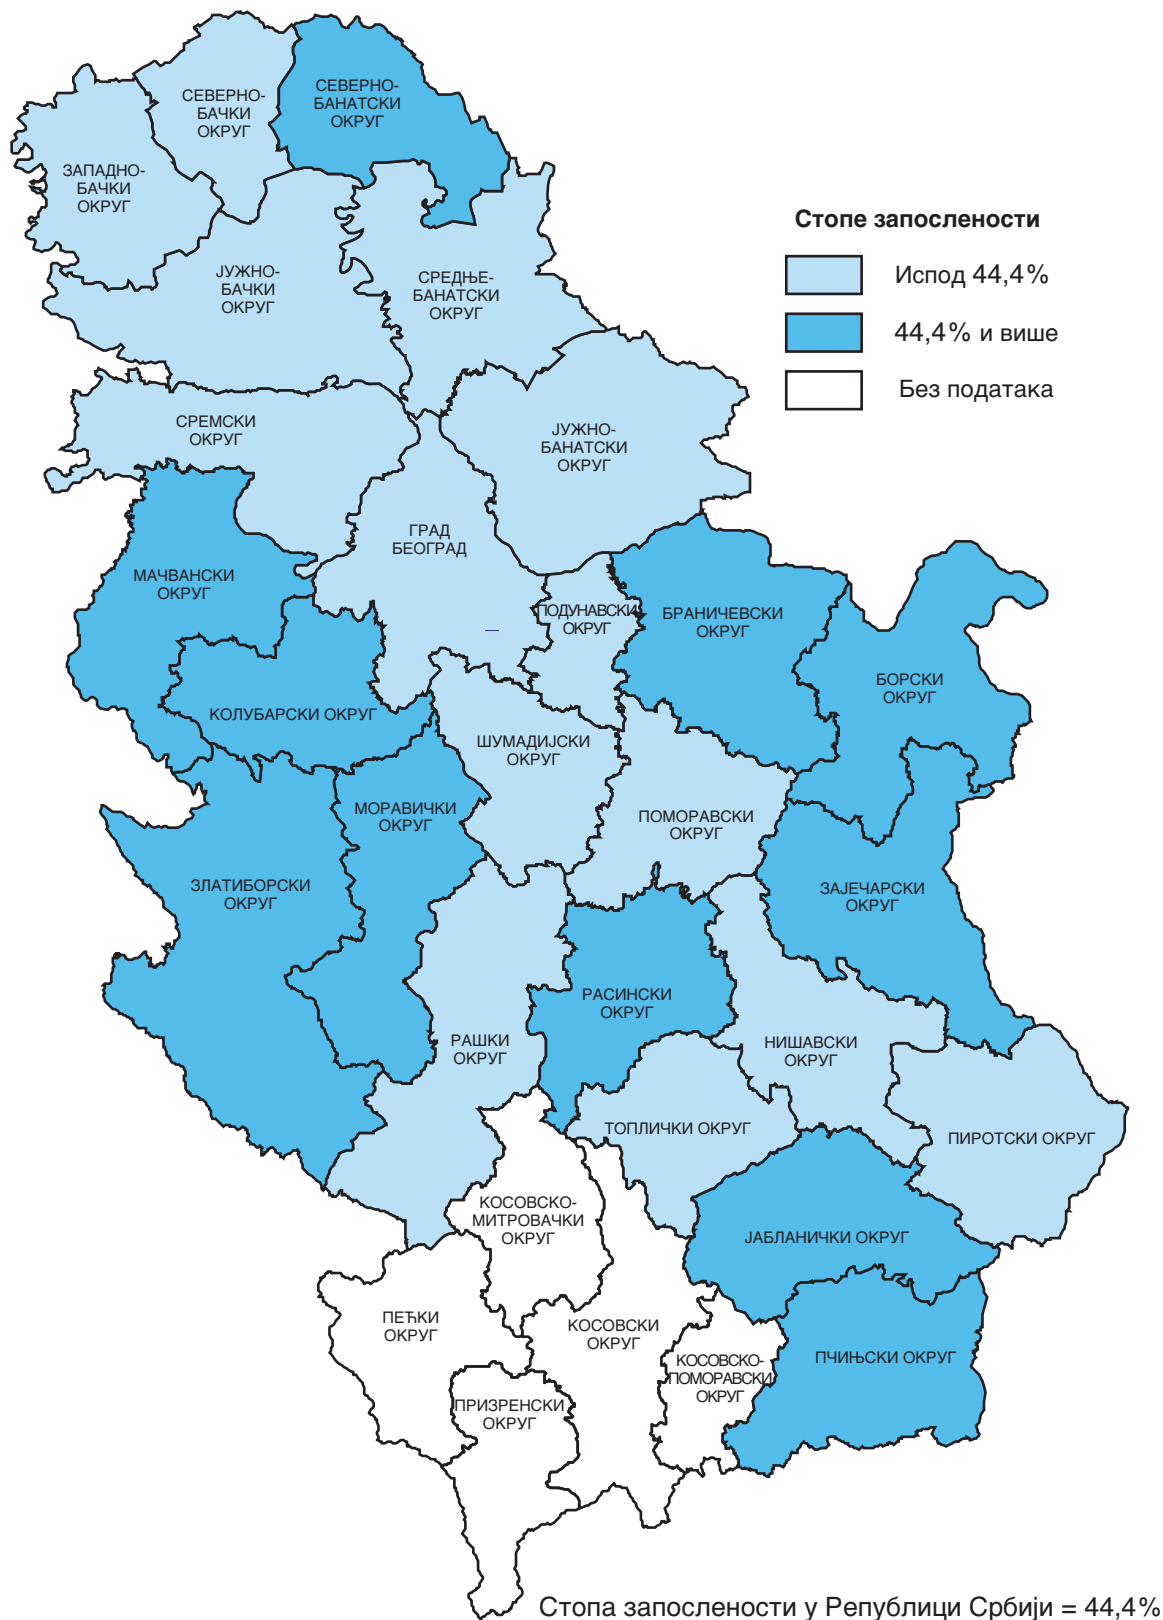 СЕВЕРНО-
БАЧКИ
ОКРУГ
СЕВЕРНО-
БАНАТСКИ
ОКРУГ
ЗАПАДНО-
БАЧКИ
ОКРУГ
ЈУЖНО-
БАЧКИ
ОКРУГ
СРЕДЊЕ-
БАНАТСКИ
ОКРУГ
Стопе запослености
Испод 44,4%
44,4% и више
Без података
СРЕМСКИ
ОКРУГ
ЈУЖНО-
БАНАТСКИ
ОКРУГ
ГРАД
БЕОГРАД
МАЧВАНСКИ
ОКРУГ
ПОДУНАВСКИ
ОКРУГ
БРАНИЧЕВСКИ
ОКРУГ
БОРСКИ
ОКРУГ
КОЛУБАРСКИ ОКРУГ
ШУМАДИЈСКИ
ОКРУГ
МОРАВИЧКИ
ОКРУГ
ПОМОРАВСКИ
ОКРУГ
ЗЛАТИБОРСКИ
ОКРУГ
ЗАЈЕЧАРСКИ
ОКРУГ
РАСИНСКИ
ОКРУГ
РАШКИ
ОКРУГ
НИШАВСКИ
ОКРУГ
ТОПЛИЧКИ ОКРУГ
ПИРОТСКИ ОКРУГ
КОСОВСКО-
МИТРОВАЧКИ
ОКРУГ
ЈАБЛАНИЧКИ ОКРУГ
ПЕЋКИ
ОКРУГ
КОСОВСКИ
ОКРУГ
КОСОВСКО-
ПОМОРАВСКИ
ОКРУГ
ПЧИЊСКИ ОКРУГ
ПРИЗРЕНСКИ
ОКРУГ
Стопа запослености у Републици Србији = 44,4%